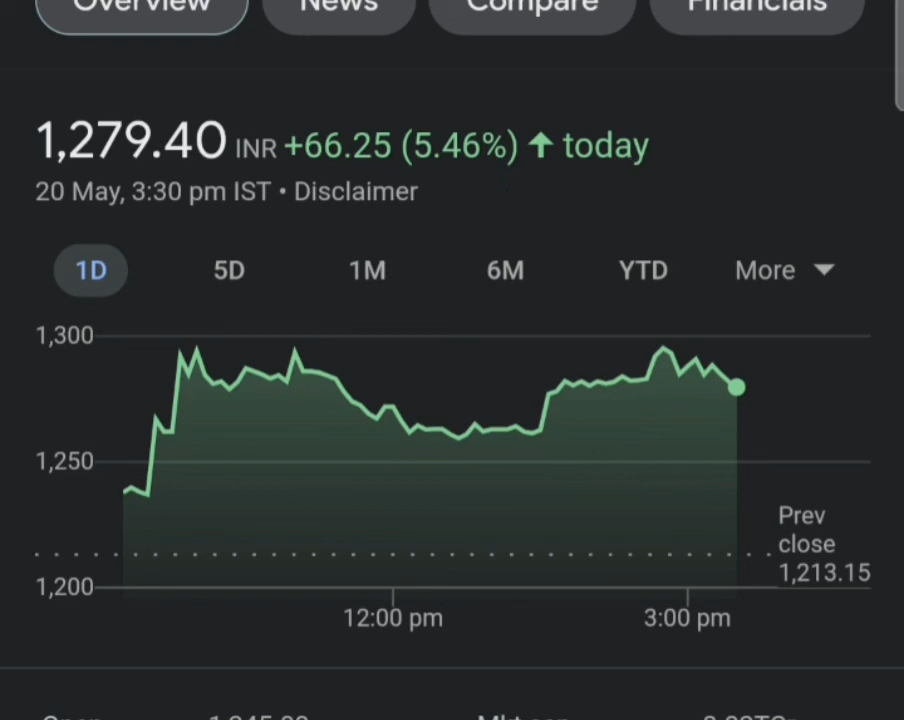 Overview News Compare Financials
1,279.40 INR +66.25 (5.46%) ↑ today
20 May, 3:30 pm IST • Disclaimer
1D 5D 1M 6M YTD More
1,300
1,250
Prev
close
1,213.15
1,200
12:00 pm 3:00 pm